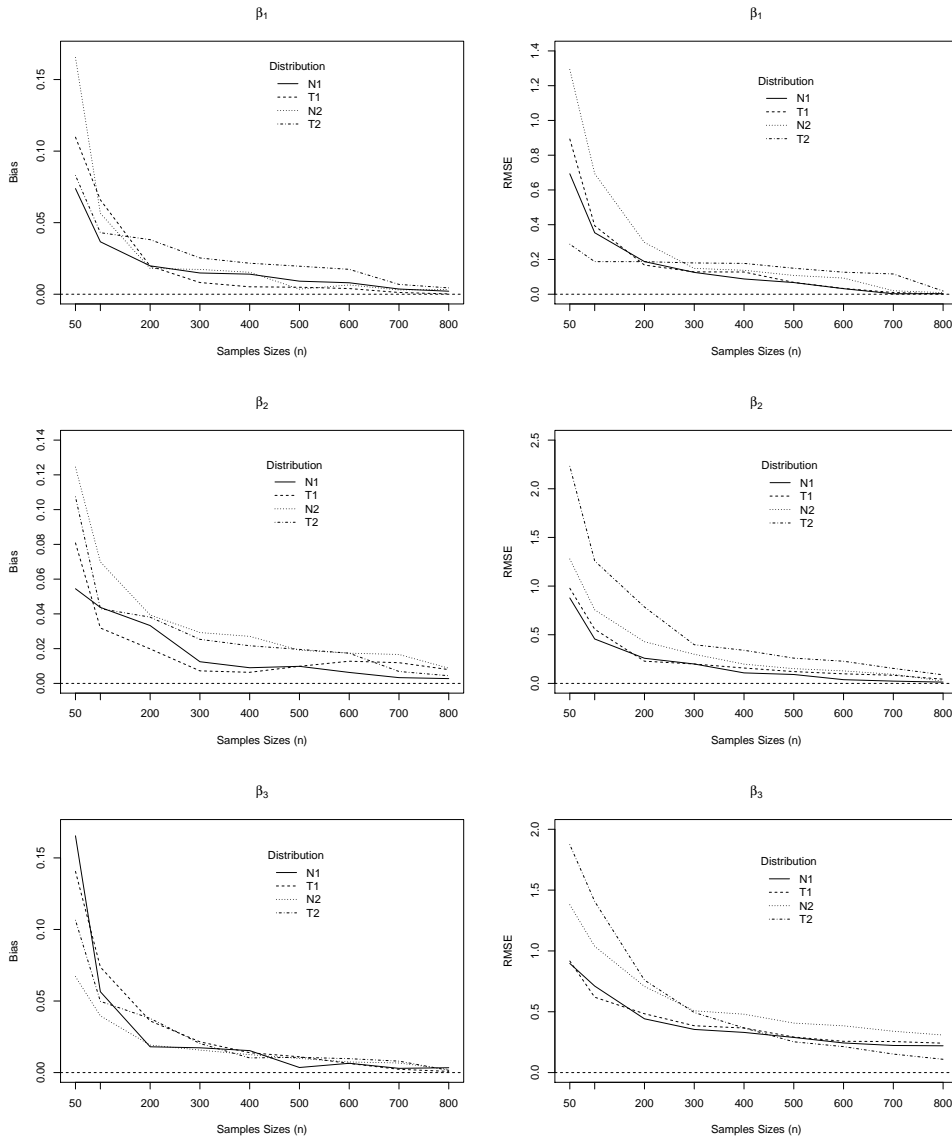 β1
Bias
0.00 0.05 0.10 0.15
Distribution
N1
T1
N2
T2
50 200 300 400 500 600 700 800
Samples Sizes (n)
β1
RMSE
0.0 0.2 0.4 0.6 0.8 1.0 1.2 1.4
Distribution
N1
T1
N2
T2
50 200 300 400 500 600 700 800
Samples Sizes (n)
β2
Bias
0.00 0.02 0.04 0.06 0.08 0.10 0.12 0.14
Distribution
N1
T1
N2
T2
50 200 300 400 500 600 700 800
Samples Sizes (n)
β2
RMSE
0.0 0.5 1.0 1.5 2.0 2.5
Distribution
N1
T1
N2
T2
50 200 300 400 500 600 700 800
Samples Sizes (n)
β3
Bias
0.00 0.05 0.10 0.15
Distribution
N1
T1
N2
T2
50 200 300 400 500 600 700 800
Samples Sizes (n)
β3
RMSE
0.0 0.5 1.0 1.5 2.0
Distribution
N1
T1
N2
T2
50 200 300 400 500 600 700 800
Samples Sizes (n)